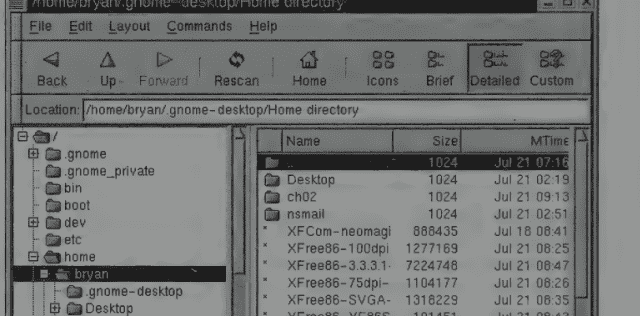 /home/bryan/.gnome-desktop/Home directory
File Edit Layout Commands Help
Back Up Forward Rescan Home Icons Brief Detailed Custom
Location: /home/bryan/.gnome-desktop/Home directory
/
.gnome
.gnome_private
bin
boot
dev
etc
home
bryan
.gnome-desktop
Desktop
Name Size MTime
.. 1024 Jul 21 07:16
Desktop 1024 Jul 21 02:19
ch02 1024 Jul 21 09:13
nsmail 1024 Jul 21 02:51
XFCom-neomagi 888435 Jul 18 08:41
XFree86-100dpi 1277169 Jul 21 08:25
XFree86-3.3.3.1- 7224748 Jul 21 08:47
XFree86-75dpi- 1104177 Jul 21 08:26
XFree86-SVGA- 1318229 Jul 21 08:35